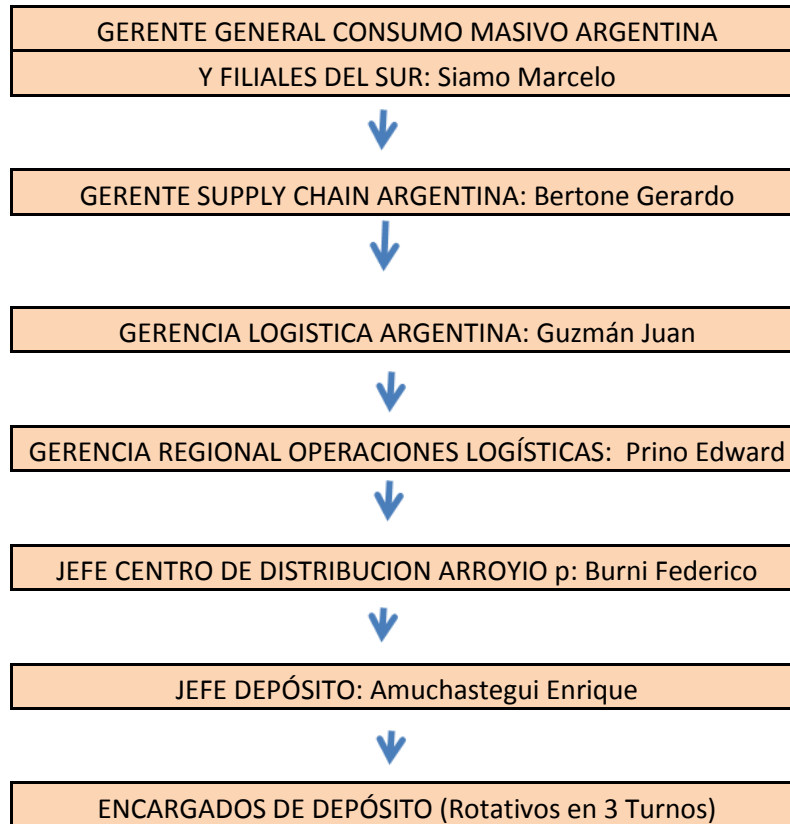 GERENTE GENERAL CONSUMO MASIVO ARGENTINA
Y FILIALES DEL SUR: Siamo Marcelo
GERENTE SUPPLY CHAIN ARGENTINA: Bertone Gerardo
GERENCIA LOGISTICA ARGENTINA: Guzmán Juan
GERENCIA REGIONAL OPERACIONES LOGÍSTICAS: Prino Edward
JEFE CENTRO DE DISTRIBUCION ARROYIO p: Burni Federico
JEFE DEPÓSITO: Amuchastegui Enrique
ENCARGADOS DE DEPÓSITO (Rotativos en 3 Turnos)